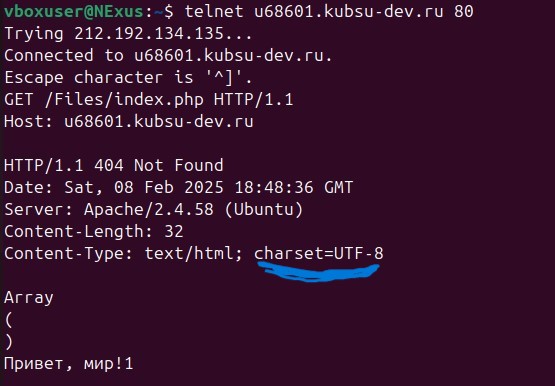 vboxuser@NExus:~$ telnet u68601.kubsu-dev.ru 80
Trying 212.192.134.135...
Connected to u68601.kubsu-dev.ru.
Escape character is '^]'.
GET /Files/index.php HTTP/1.1
Host: u68601.kubsu-dev.ru
HTTP/1.1 404 Not Found
Date: Sat, 08 Feb 2025 18:48:36 GMT
Server: Apache/2.4.58 (Ubuntu)
Content-Length: 32
Content-Type: text/html; charset=UTF-8
Array
(
)
Привет, мир!1